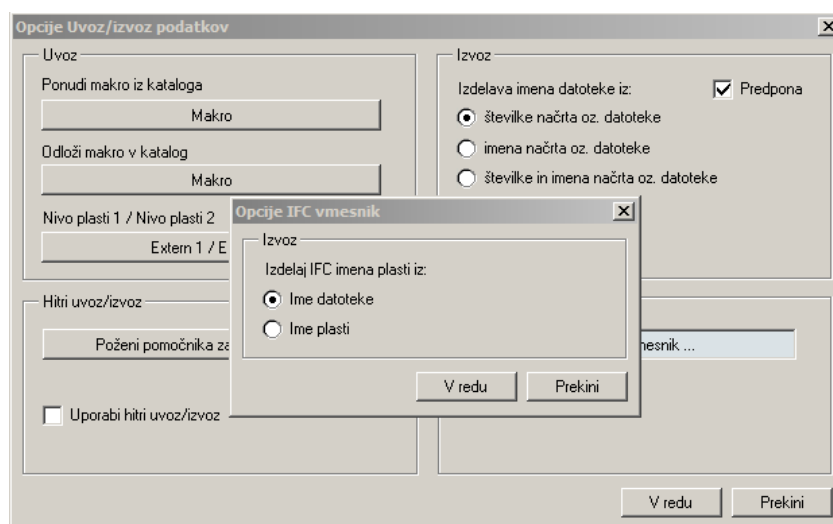 Opcije Uvoz/izvoz podatkov
Uvoz
Ponudi makro iz kataloga
Makro
Odloži makro v katalog
Makro
Nivo plasti 1 / Nivo plasti 2
Extern 1 / E
Izvoz
Izdelava imena datoteke iz:
Predpona
številke načrta oz. datoteke
imena načrta oz. datoteke
številke in imena načrta oz. datoteke
Opcije IFC vmesnik
Izvoz
Izdelaj IFC imena plasti iz:
Ime datoteke
Ime plasti
V redu
Prekini
Hitri uvoz/izvoz
Poženi pomočnika za
Uporabi hitri uvoz/izvoz
mesnik ...
V redu
Prekini